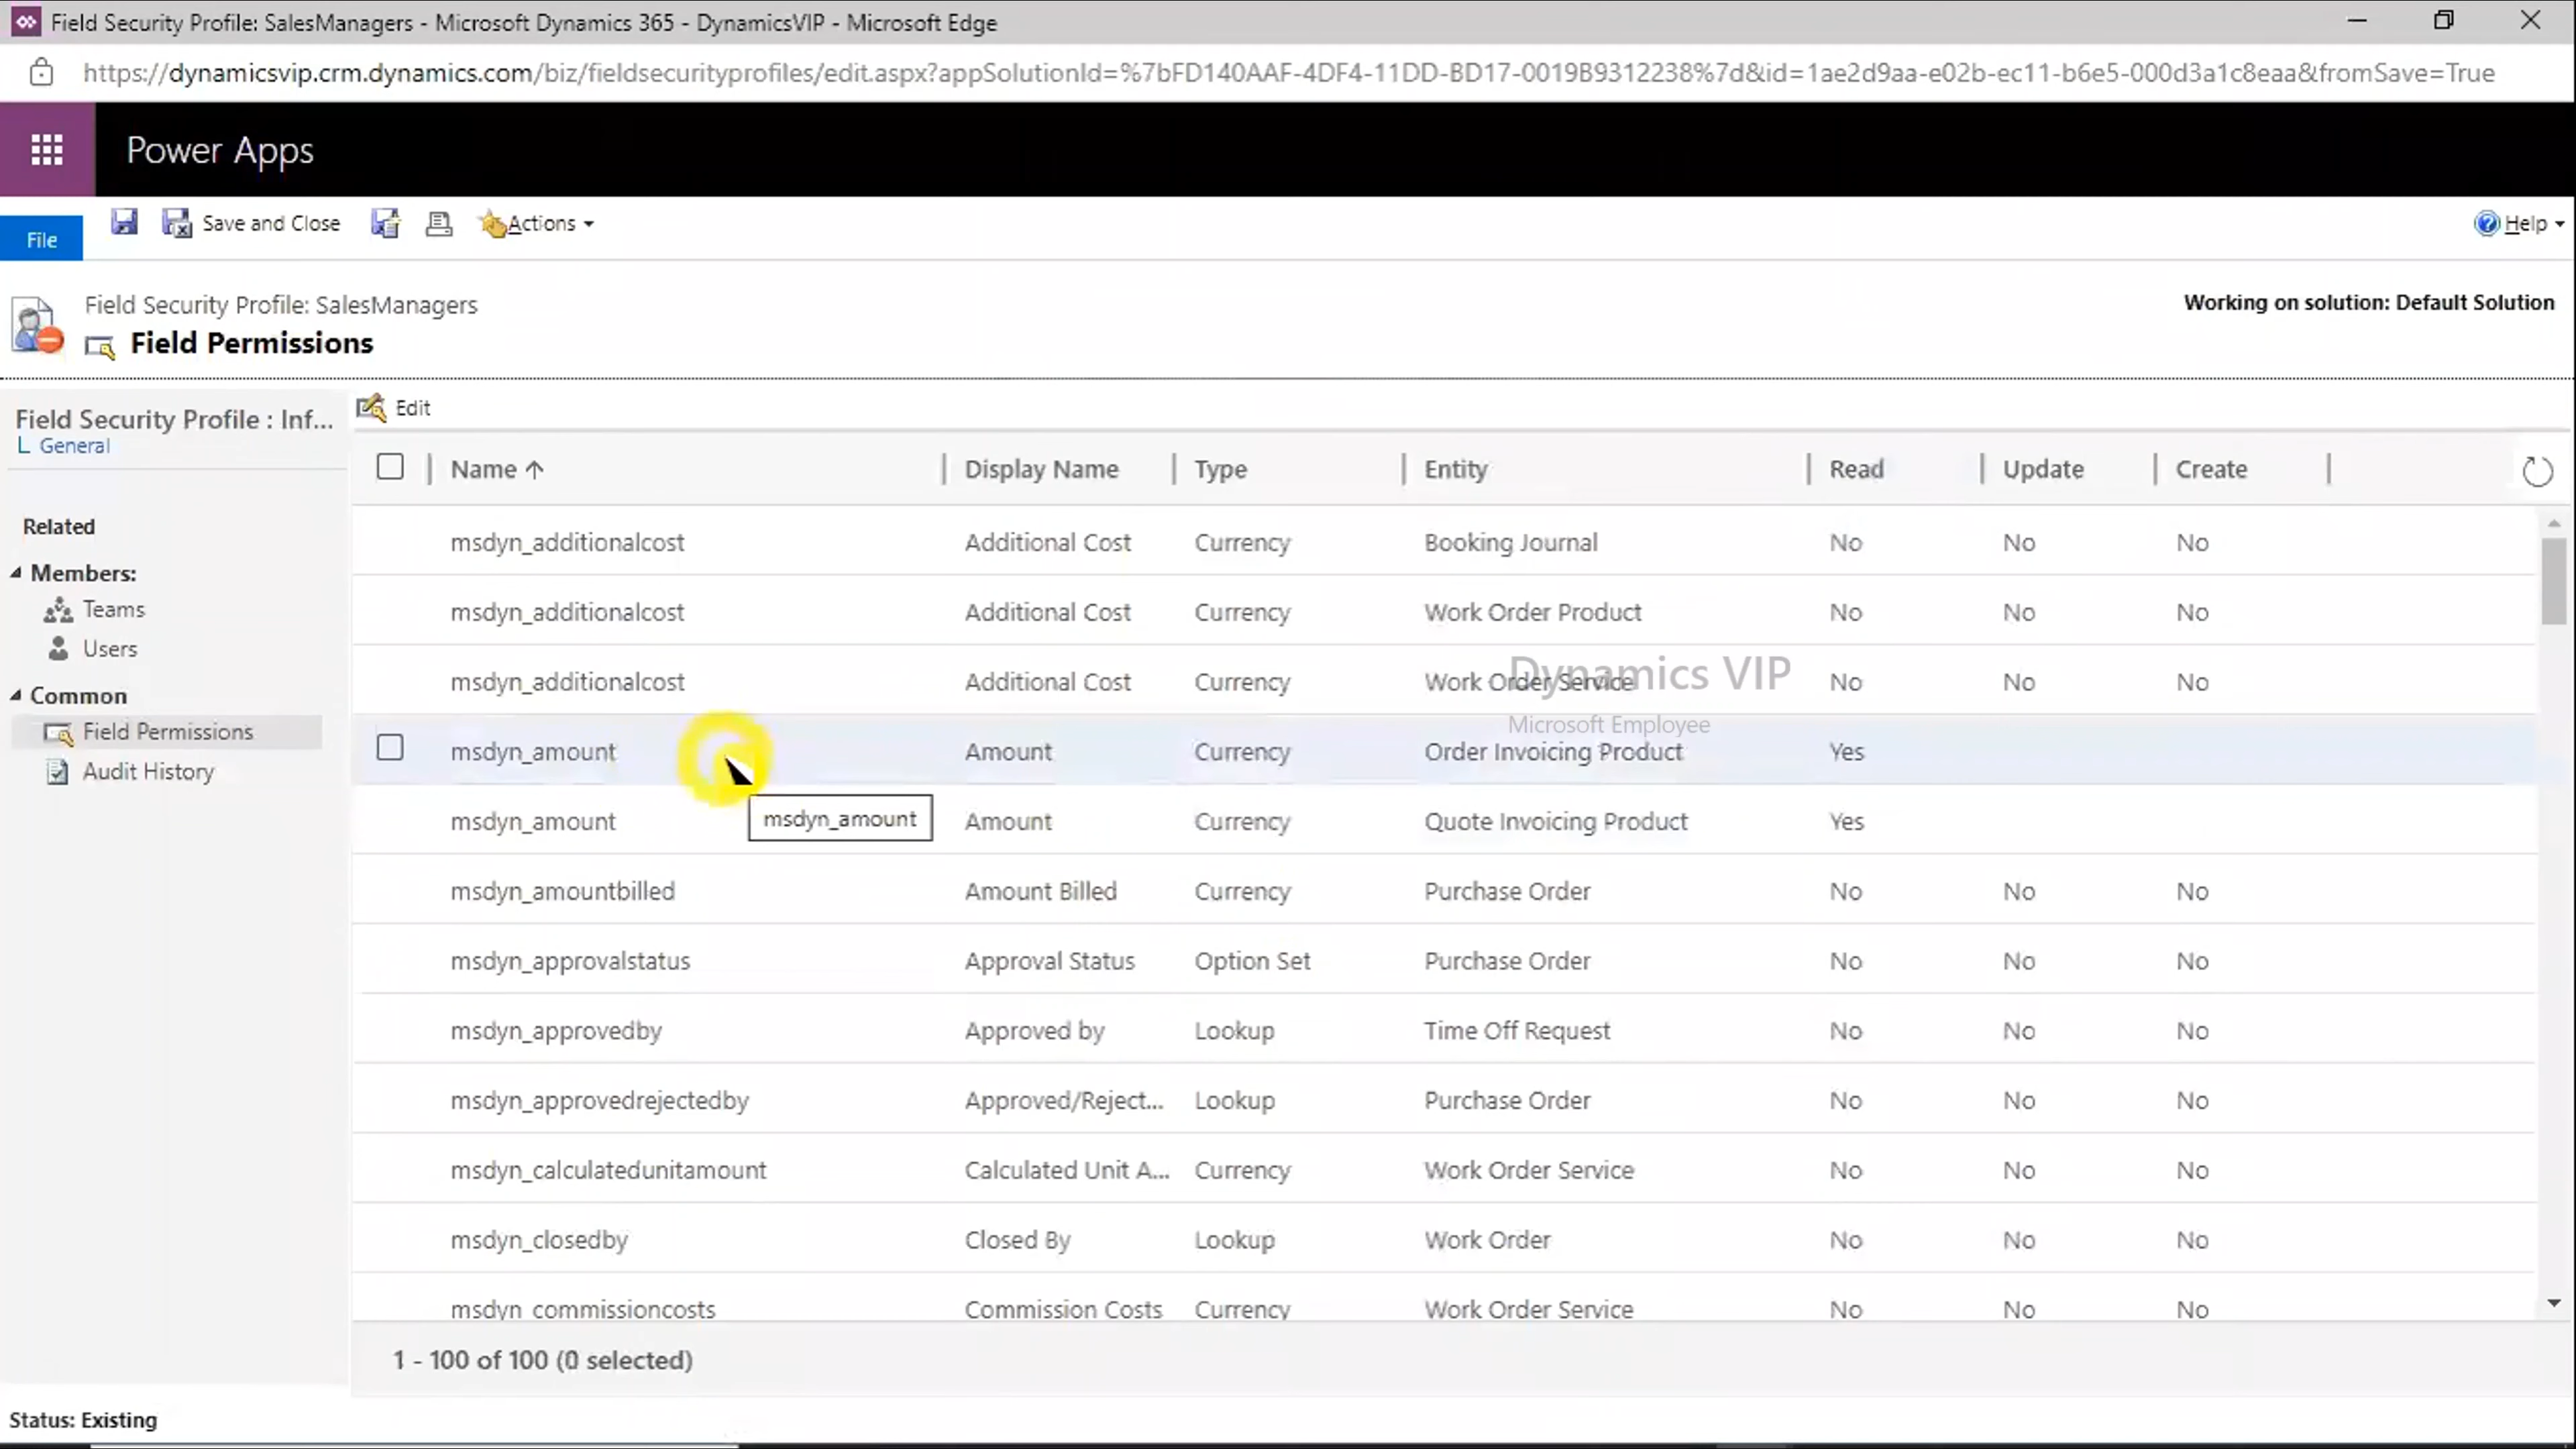 Field Security Profile: SalesManagers - Microsoft Dynamics 365 - DynamicsVIP - Microsoft Edge
https://dynamicsvip.crm.dynamics.com/biz/fieldsecurityprofiles/edit.aspx?appSolutionId=%7bFD140AAF-4DF4-11DD-BD17-0019B9312238%7d&id=1ae2d9aa-e02b-ec11-b6e5-000d3a1c8eaa&fromSave=True
Power Apps
File Save and Close Actions Help
Field Security Profile: SalesManagers
Field Permissions
Working on solution: Default Solution
Field Security Profile : Inf...
General
Related
Members:
Teams
Users
Common
Field Permissions
Audit History
Edit
Name Display Name Type Entity Read Update Create
msdyn_additionalcost Additional Cost Currency Booking Journal No No No
msdyn_additionalcost Additional Cost Currency Work Order Product No No No
msdyn_additionalcost Additional Cost Currency Work Order Service No No No
Dynamics VIP
Microsoft Employee
msdyn_amount Amount Currency Order Invoicing Product Yes
msdyn_amount
msdyn_amount Amount Currency Quote Invoicing Product Yes
msdyn_amountbilled Amount Billed Currency Purchase Order No No No
msdyn_approvalstatus Approval Status Option Set Purchase Order No No No
msdyn_approvedby Approved by Lookup Time Off Request No No No
msdyn_approvedrejectedby Approved/Reject... Lookup Purchase Order No No No
msdyn_calculatedunitamount Calculated Unit A... Currency Work Order Service No No No
msdyn_closedby Closed By Lookup Work Order No No No
msdyn_commissioncosts Commission Costs Currency Work Order Service No No No
1 - 100 of 100 (0 selected)
Status: Existing